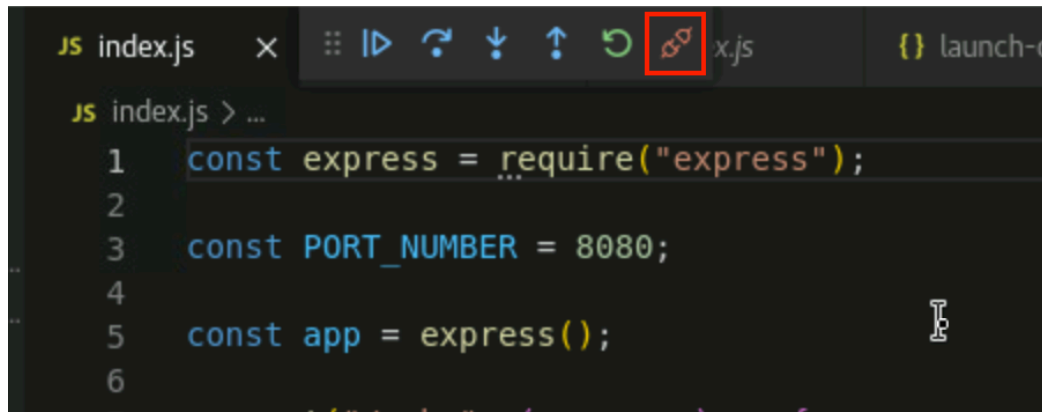 JS index.js
x.js
{} launch-
JS index.js > ...
1 const express = require("express");
2
3 const PORT_NUMBER = 8080;
4
5 const app = express();
6